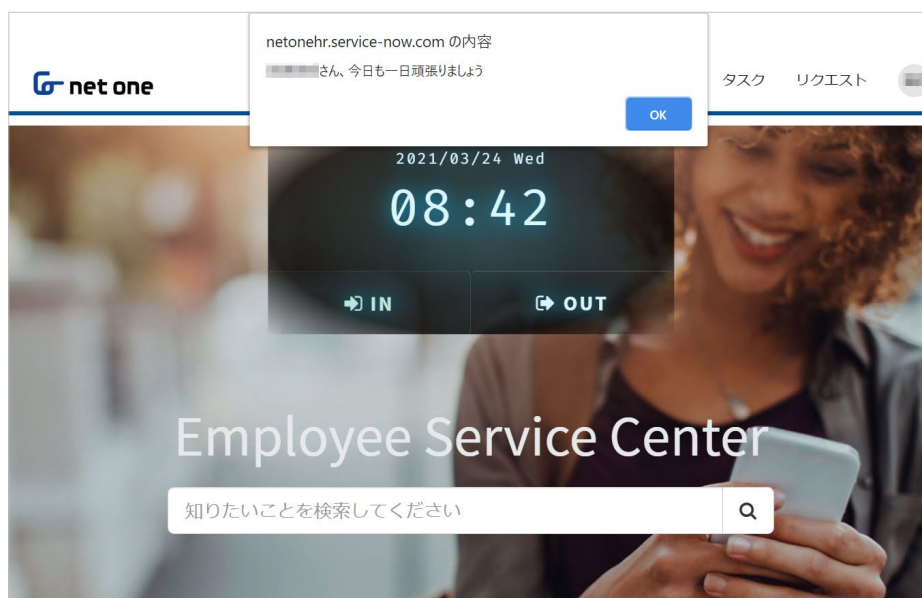 netonehr.service-now.com の内容
さん、今日も一日頑張りましょう
OK
net one
タスク リクエスト
2021/03/24 Wed
08:42
IN OUT
Employee Service Center
知りたいことを検索してください